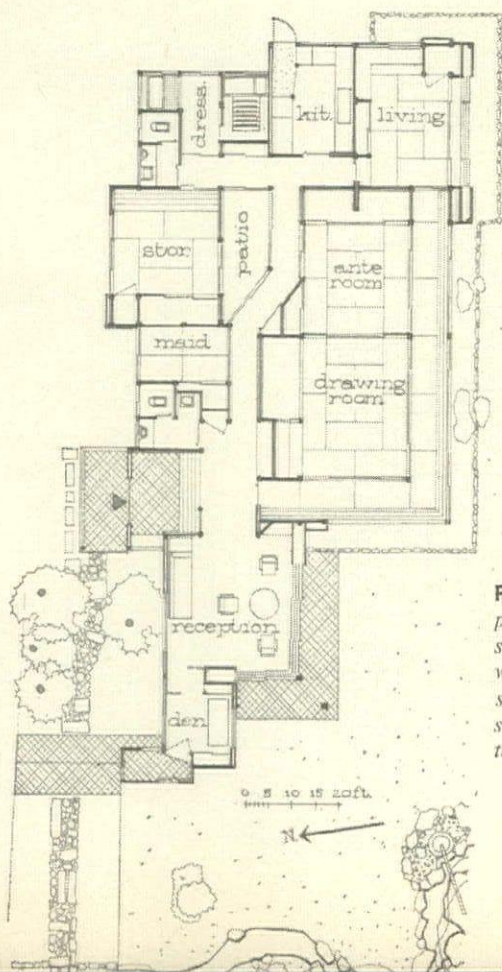 dress.
kit.
living
stor.
patio
ante
room
maid
drawing
room
reception
den
0 5 10 15 20ft.
N